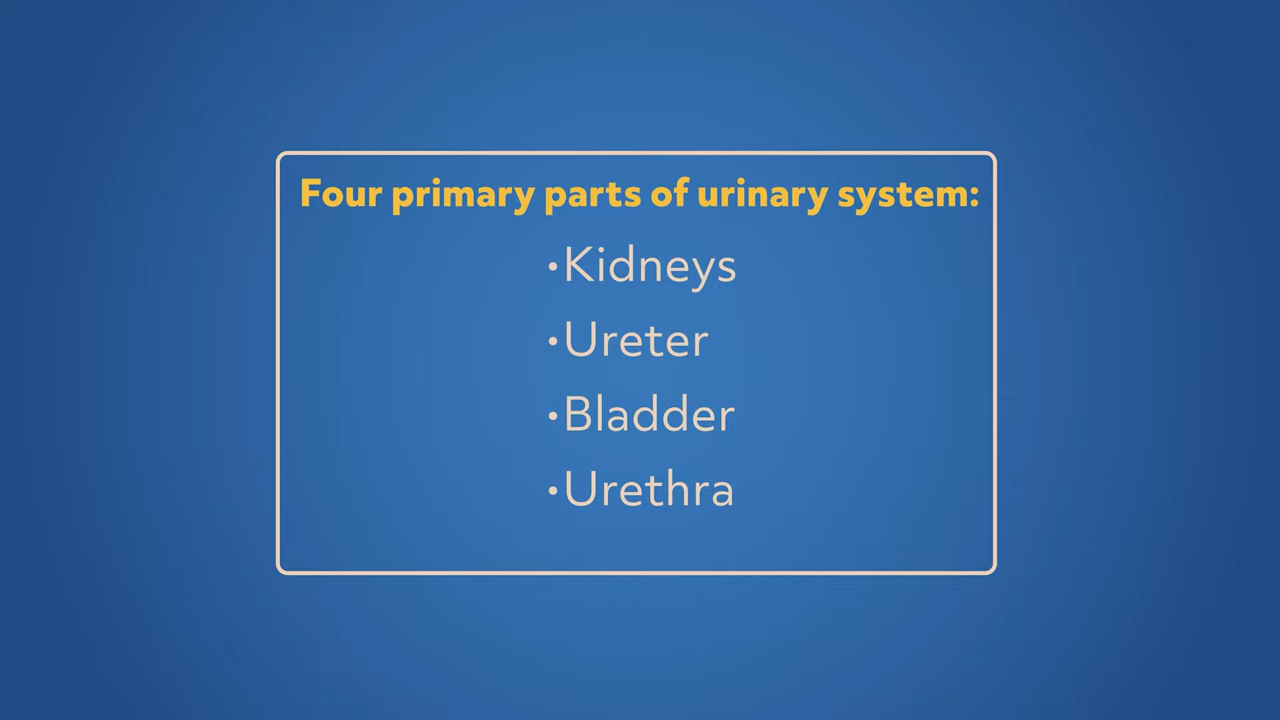 Four primary parts of urinary system:
•Kidneys
•Ureter
•Bladder
•Urethra